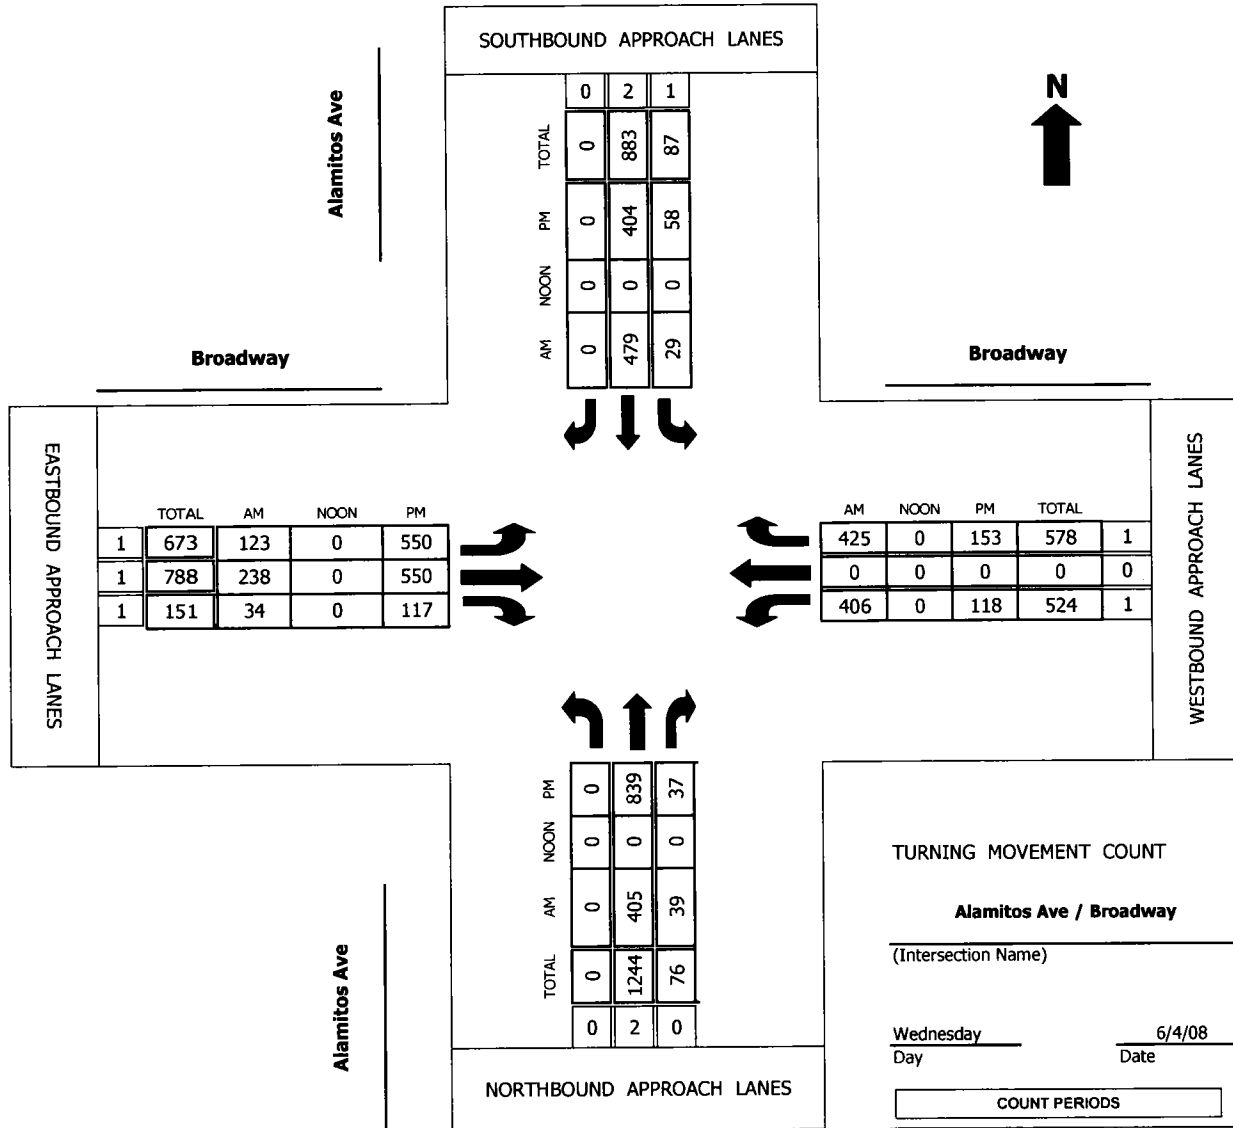 SOUTHBOUND APPROACH LANES
0 2 1
TOTAL 0 883 87
PM 0 404 58
NOON 0 0 0
AM 0 479 29
Alamitos Ave
N
Broadway
Broadway
EASTBOUND APPROACH LANES
TOTAL AM NOON PM
1 673 123 0 550
1 788 238 0 550
1 151 34 0 117
AM NOON PM TOTAL
425 0 153 578 1
0 0 0 0 0
406 0 118 524 1
WESTBOUND APPROACH LANES
PM 0 839 37
NOON 0 0 0
AM 0 405 39
TOTAL 0 1244 76
0 2 0
NORTHBOUND APPROACH LANES
Alamitos Ave
TURNING MOVEMENT COUNT
Alamitos Ave / Broadway
(Intersection Name)
Wednesday 6/4/08
Day Date
COUNT PERIODS